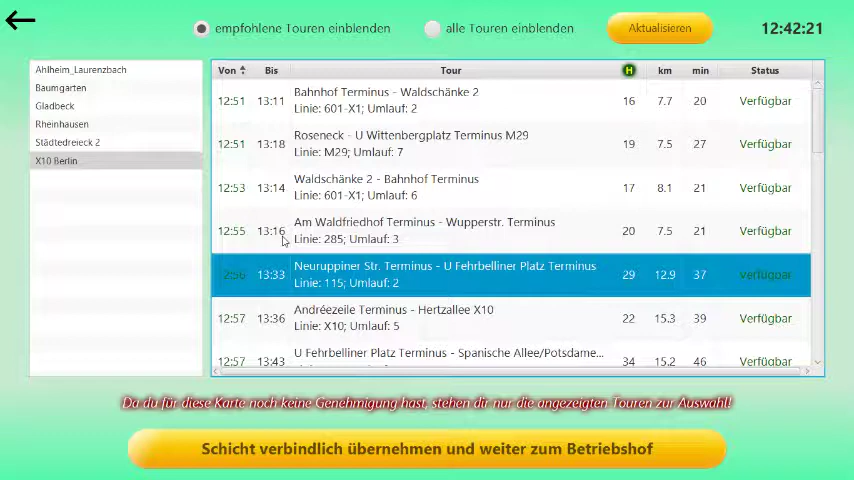 empfohlene Touren einblenden alle Touren einblenden Aktualisieren 12:42:21
Ahlheim_Laurenzbach
Baumgarten
Gladbeck
Rheinhausen
Städtedreieck 2
X10 Berlin
Von Bis Tour H km min Status
12:51 13:11 Bahnhof Terminus - Waldschänke 2 16 7.7 20 Verfügbar
Linie: 601-X1; Umlauf: 2
12:51 13:18 Roseneck - U Wittenbergplatz Terminus M29 19 7.5 27 Verfügbar
Linie: M29; Umlauf: 7
12:53 13:14 Waldschänke 2 - Bahnhof Terminus 17 8.1 21 Verfügbar
Linie: 601-X1; Umlauf: 6
12:55 13:16 Am Waldfriedhof Terminus - Wupperstr. Terminus 20 7.5 21 Verfügbar
Linie: 285; Umlauf: 3
2:56 13:33 Neuruppiner Str. Terminus - U Fehrbelliner Platz Terminus 29 12.9 37 Verfügbar
Linie: 115; Umlauf: 2
12:57 13:36 Andréezeile Terminus - Hertzallee X10 22 15.3 39 Verfügbar
Linie: X10; Umlauf: 5
12:57 13:43 U Fehrbelliner Platz Terminus - Spanische Allee/Potsdame... 34 15.2 46 Verfügbar
Da du für diese Karte noch keine Genehmigung hast, stehen dir nur die angezeigten Touren zur Auswahl!
Schicht verbindlich übernehmen und weiter zum Betriebshof